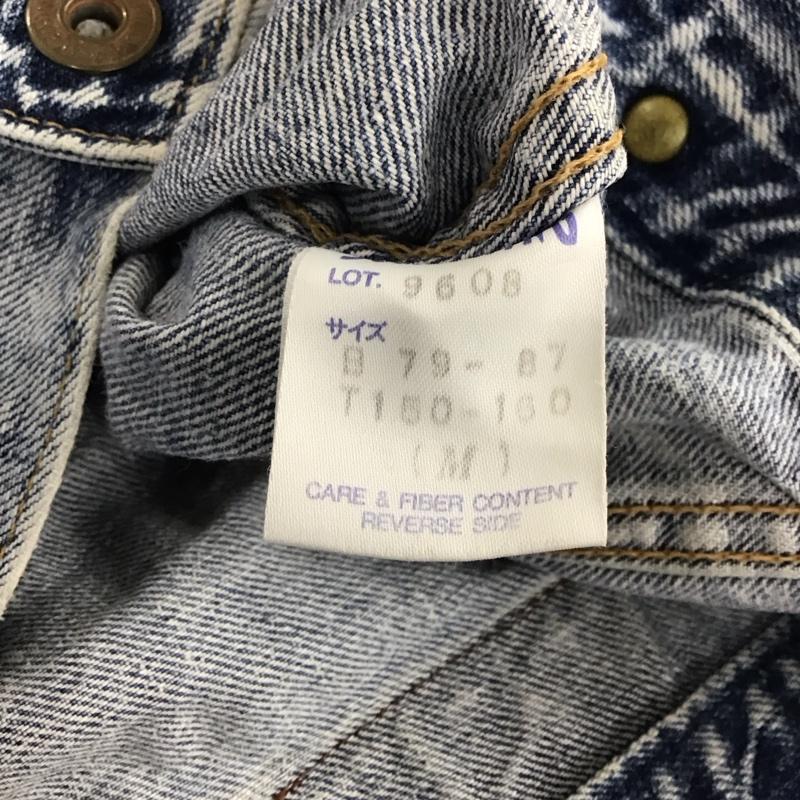 LOT. 9608
サイズ
B 79-87
T150-160
(M)
CARE & FIBER CONTENT
REVERSE SIDE